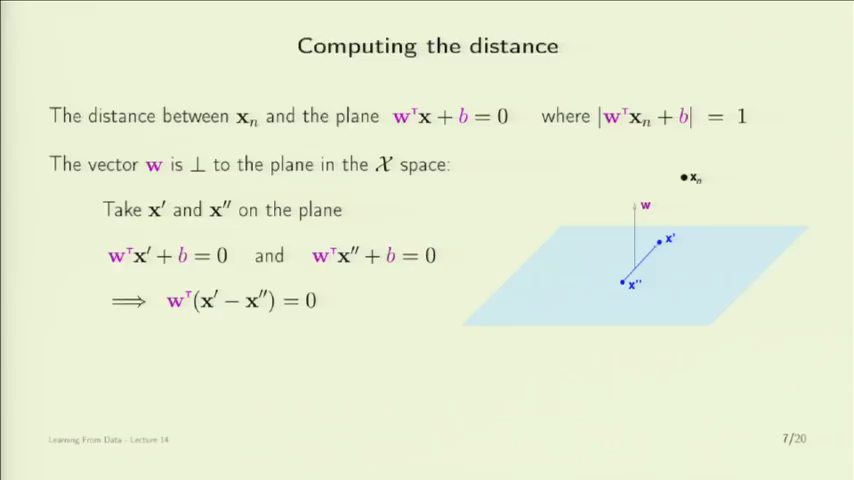 Computing the distance
The distance between xₙ and the plane wᵀx + b = 0 where |wᵀxₙ + b| = 1
The vector w is ⊥ to the plane in the 𝒳 space:
Take x′ and x″ on the plane
wᵀx′ + b = 0 and wᵀx″ + b = 0
⟹ wᵀ(x′ − x″) = 0
xₙ
w
x'
x''
Learning From Data - Lecture 14
7/20